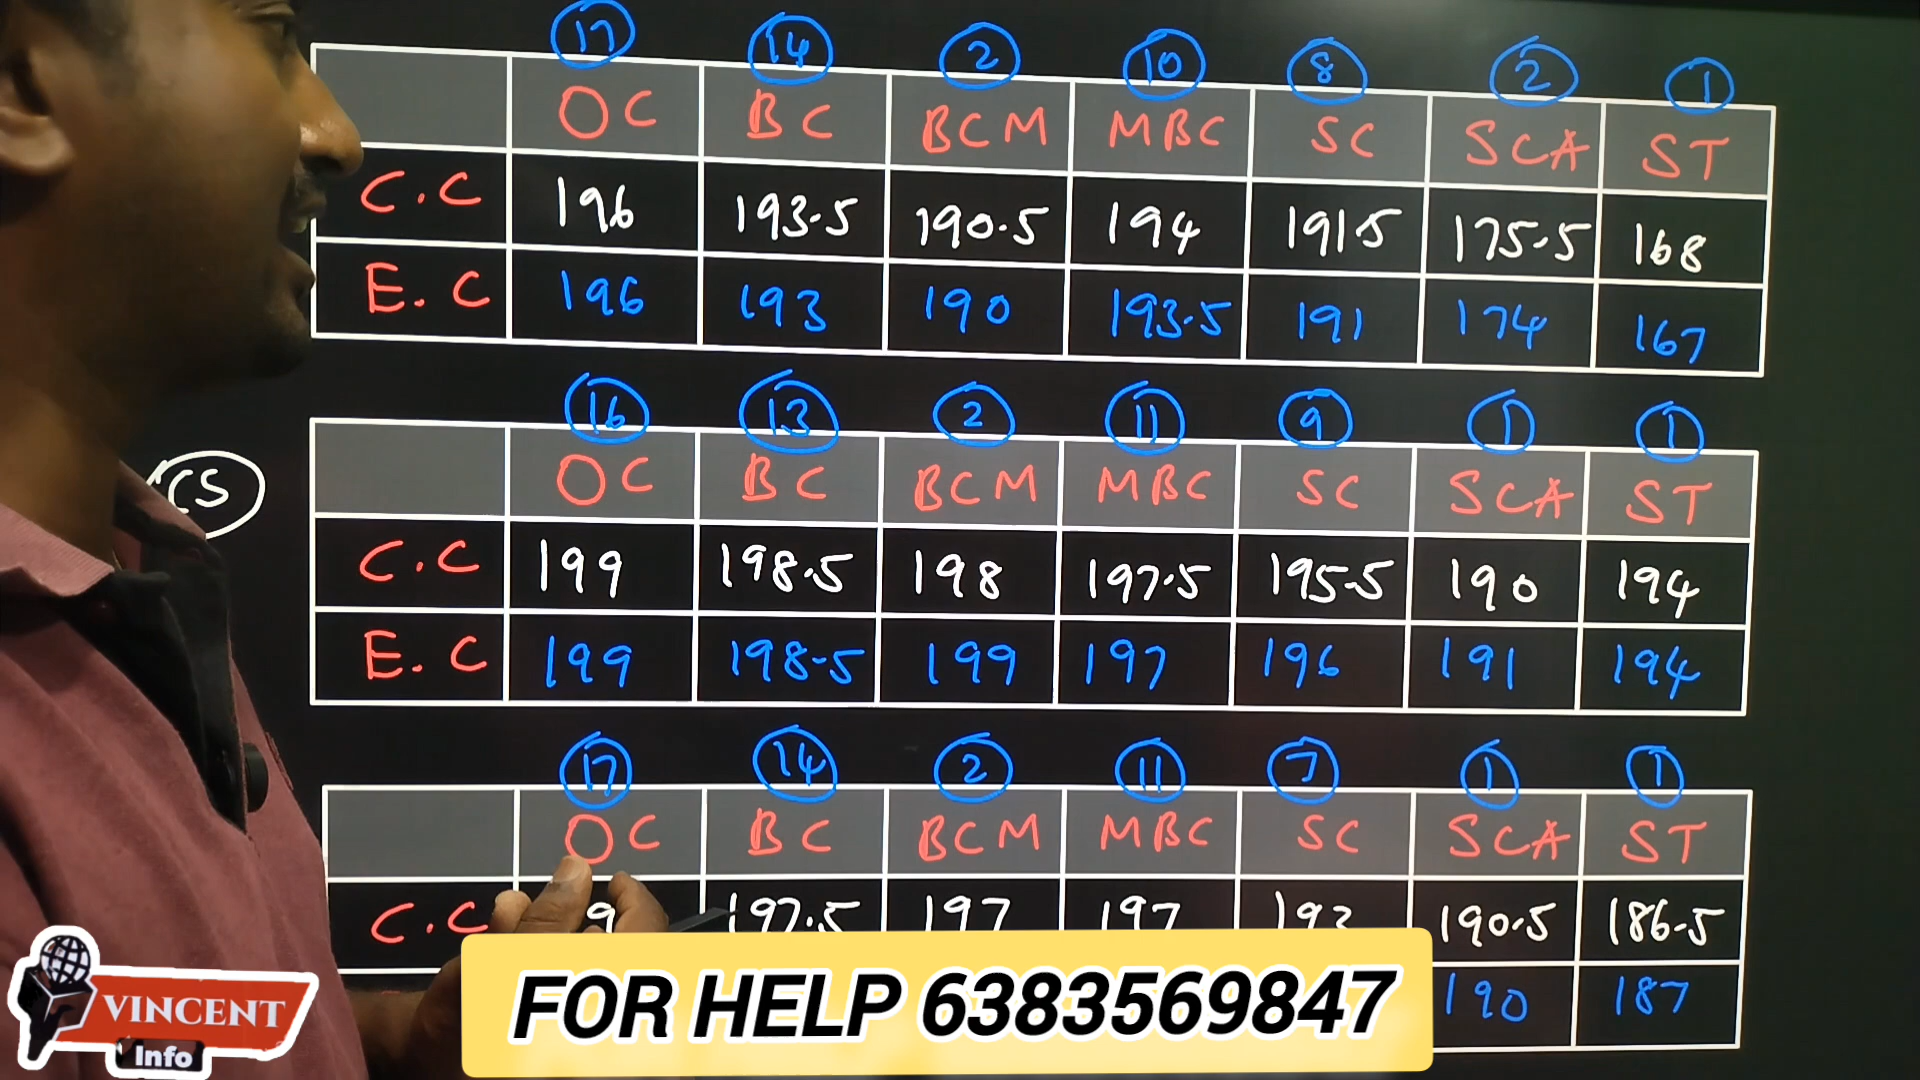 17 14 2 10 8 2 1
OC BC BCM MBC SC SCA ST
C.C 196 193.5 190.5 194 191.5 175.5 168
E.C 196 193 190 193.5 191 174 167
16 13 2 11 9 1 1
CS
OC BC BCM MBC SC SCA ST
C.C 199 198.5 198 197.5 195.5 190 194
E.C 199 198.5 199 197 196 191 194
17 14 2 11 7 1 1
OC BC BCM MBC SC SCA ST
C.C 197.5 197 197 190.5 186.5
190 187
VINCENT
Info
FOR HELP 6383569847